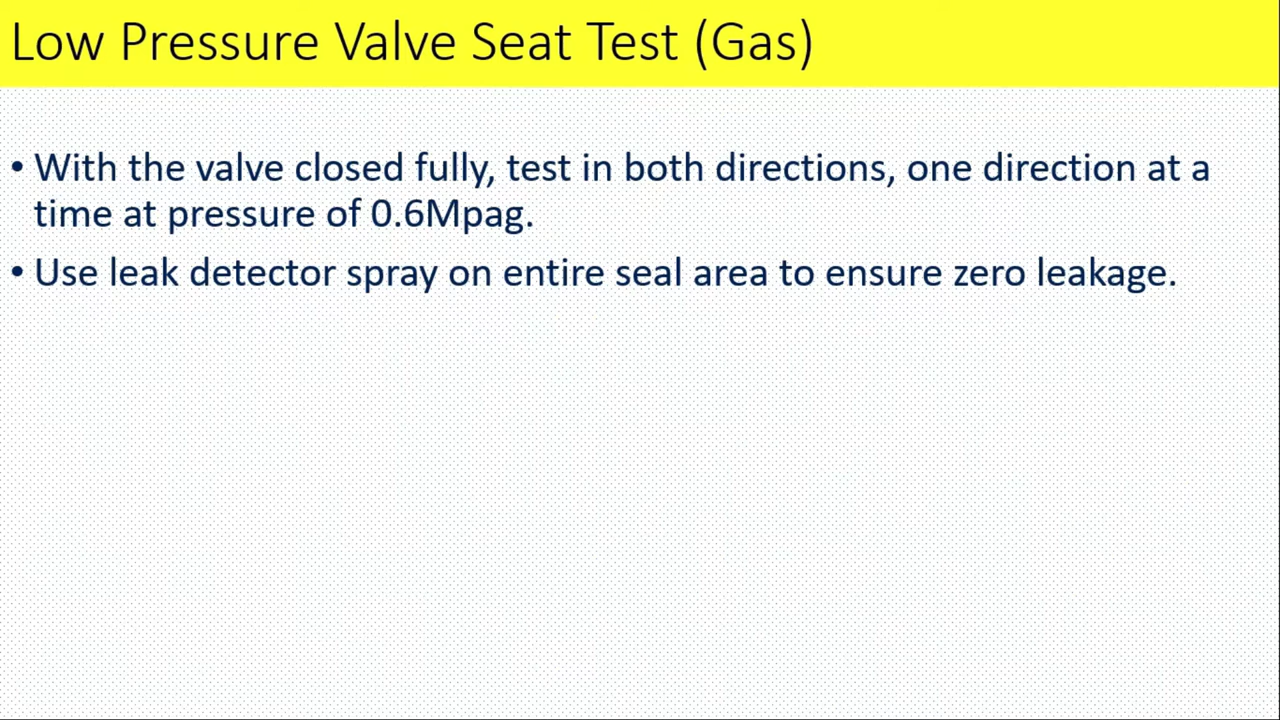 Low Pressure Valve Seat Test (Gas)
• With the valve closed fully, test in both directions, one direction at a
time at pressure of 0.6Mpag.
• Use leak detector spray on entire seal area to ensure zero leakage.